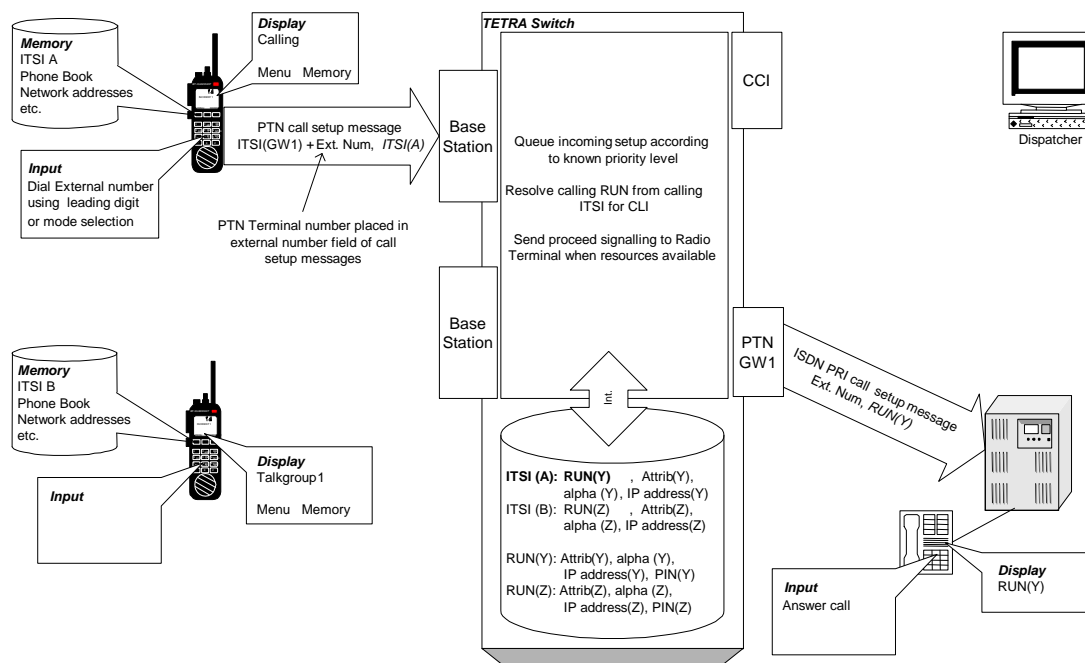 TETRA Switch
Memory
ITSI A
Phone Book
Network addresses
etc.
Display
Calling
Menu Memory
Input
Dial External number
using leading digit
or mode selection
PTN call setup message
ITSI(GW1) +Ext. Num, ITSI(A)
PTN Terminal number placed in
external number field of call
setup messages
Base
Station
Queue incoming setup according
to known priority level
Resolve calling RUN from calling
ITSI for CLI
Send proceed signalling to Radio
Terminal when resources available
CCI
Dispatcher
Base
Station
PTN
GW1
ISDN PRI call setup message
Ext. Num, RUN(Y)
Int.
Memory
ITSI B
Phone Book
Network addresses
etc.
Input
Display
Talkgroup1
Menu Memory
ITSI (A): RUN(Y) , Attrib(Y),
alpha (Y), IP address(Y)
ITSI (B): RUN(Z) , Attrib(Z),
alpha (Z), IP address(Z)
RUN(Y): Attrib(Y), alpha (Y),
IP address(Y), PIN(Y)
RUN(Z): Attrib(Z), alpha (Z),
IP address(Z), PIN(Z)
Input
Answer call
Display
RUN(Y)